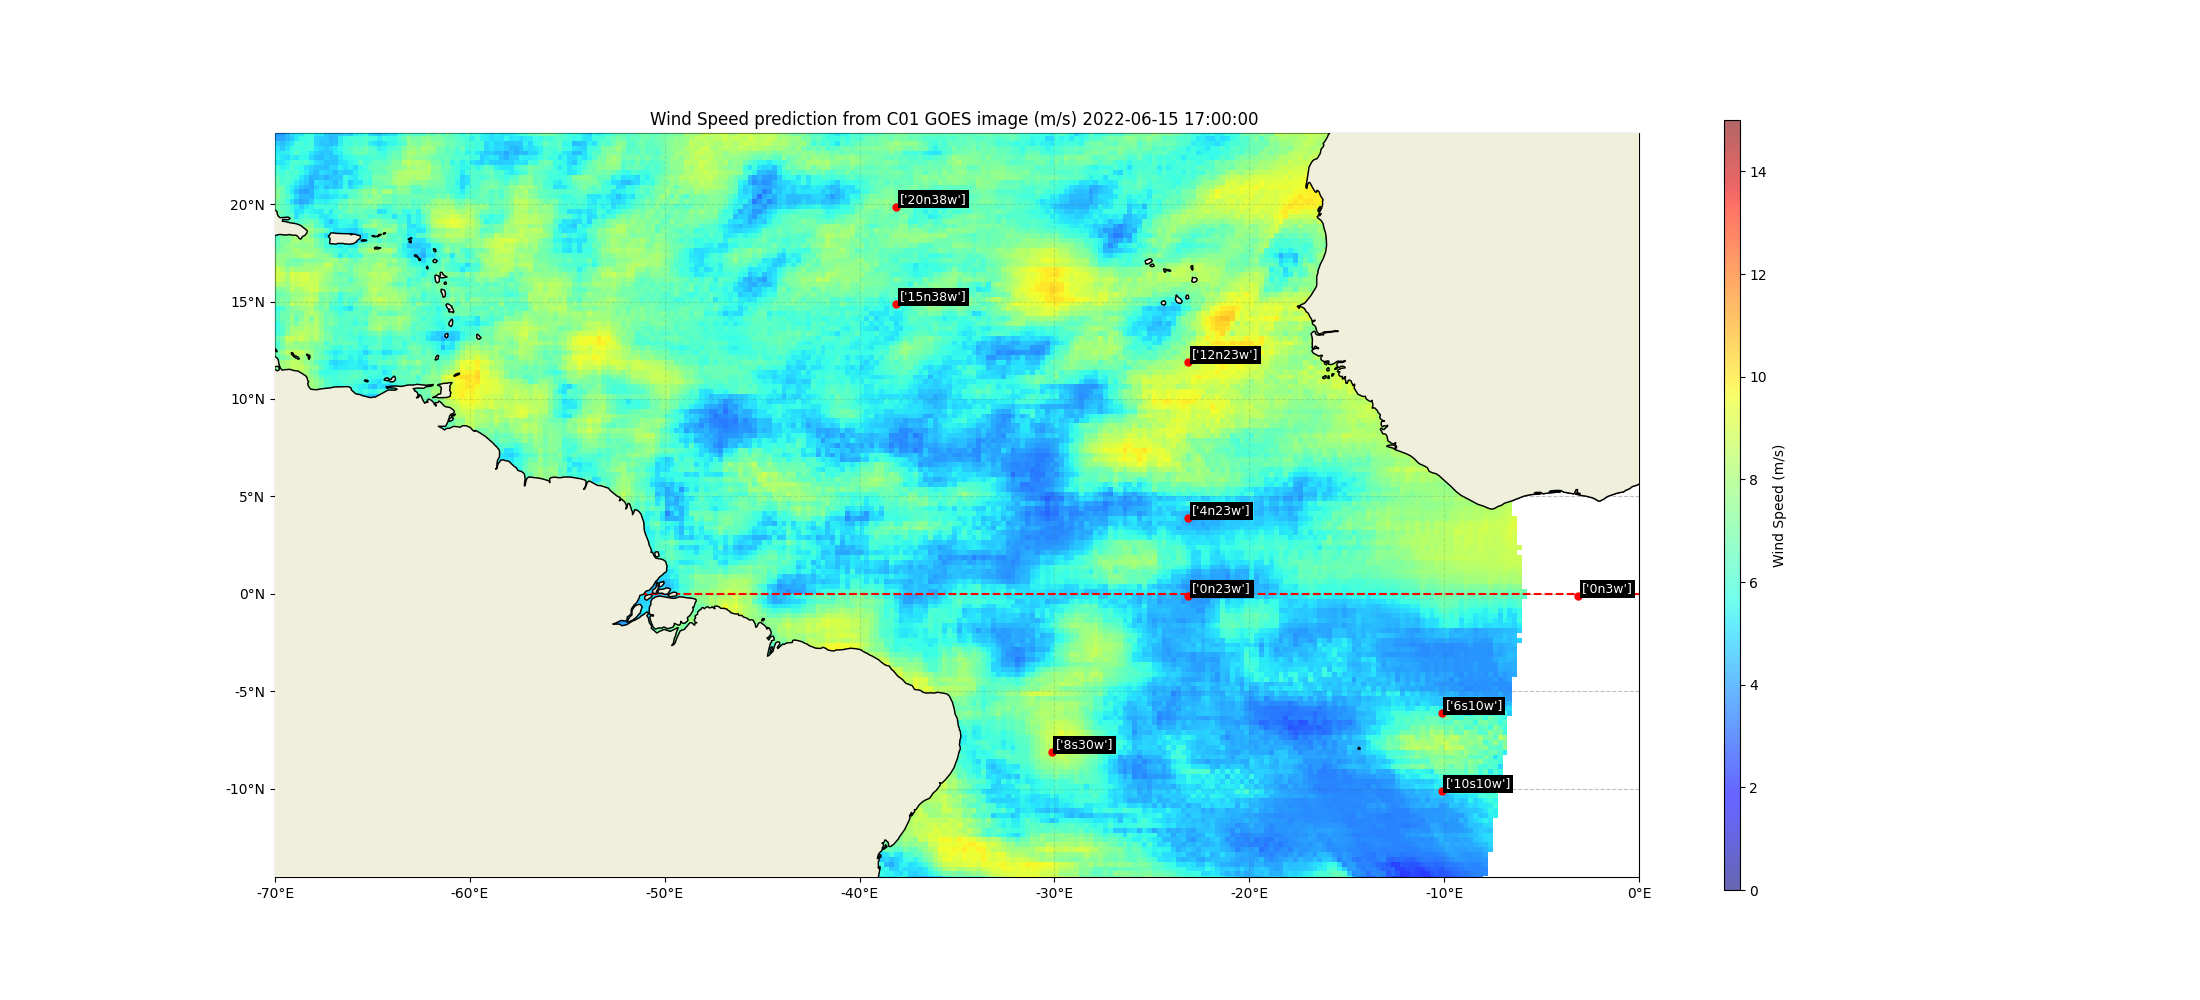 Wind Speed prediction from C01 GOES image (m/s) 2022-06-15 17:00:00
14
20°N
['20n38w']
15°N
['15n38w']
12
['12n23w']
10
10°N
8
5°N
['4n23w']
Wind Speed (m/s)
0°N
['0n23w']
['0n3w']
6
-5°N
4
['6s10w']
['8s30w']
-10°N
['10s10w']
2
0
-70°E
-60°E
-50°E
-40°E
-30°E
-20°E
-10°E
0°E